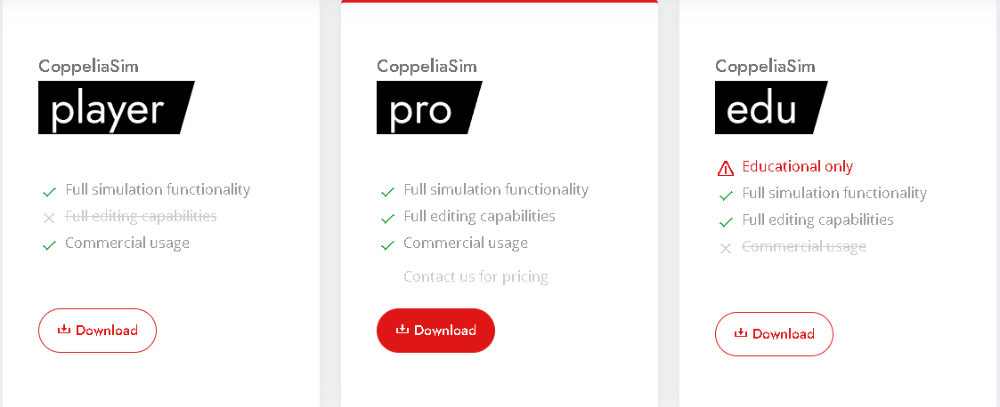 CoppeliaSim
player
Full simulation functionality
Full editing capabilities
Commercial usage
Download
CoppeliaSim
pro
Full simulation functionality
Full editing capabilities
Commercial usage
Contact us for pricing
Download
CoppeliaSim
edu
Educational only
Full simulation functionality
Full editing capabilities
Commercial usage
Download